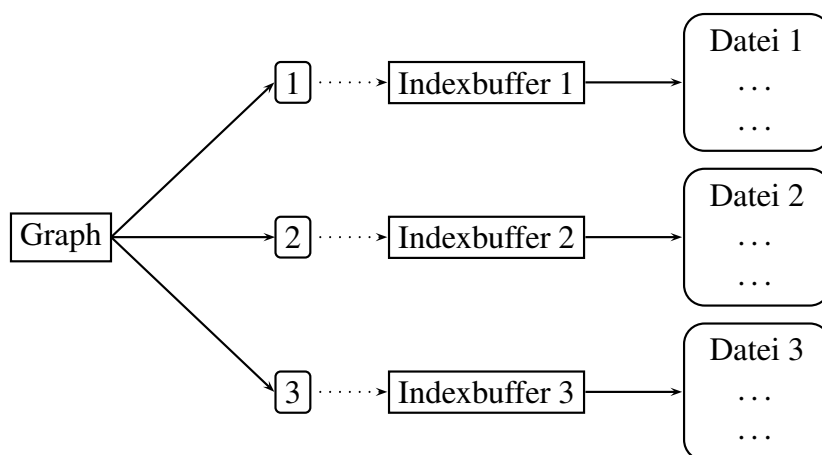 1 Indexbuffer 1 Datei 1
...
...
Graph 2 Indexbuffer 2 Datei 2
...
...
3 Indexbuffer 3 Datei 3
...
...